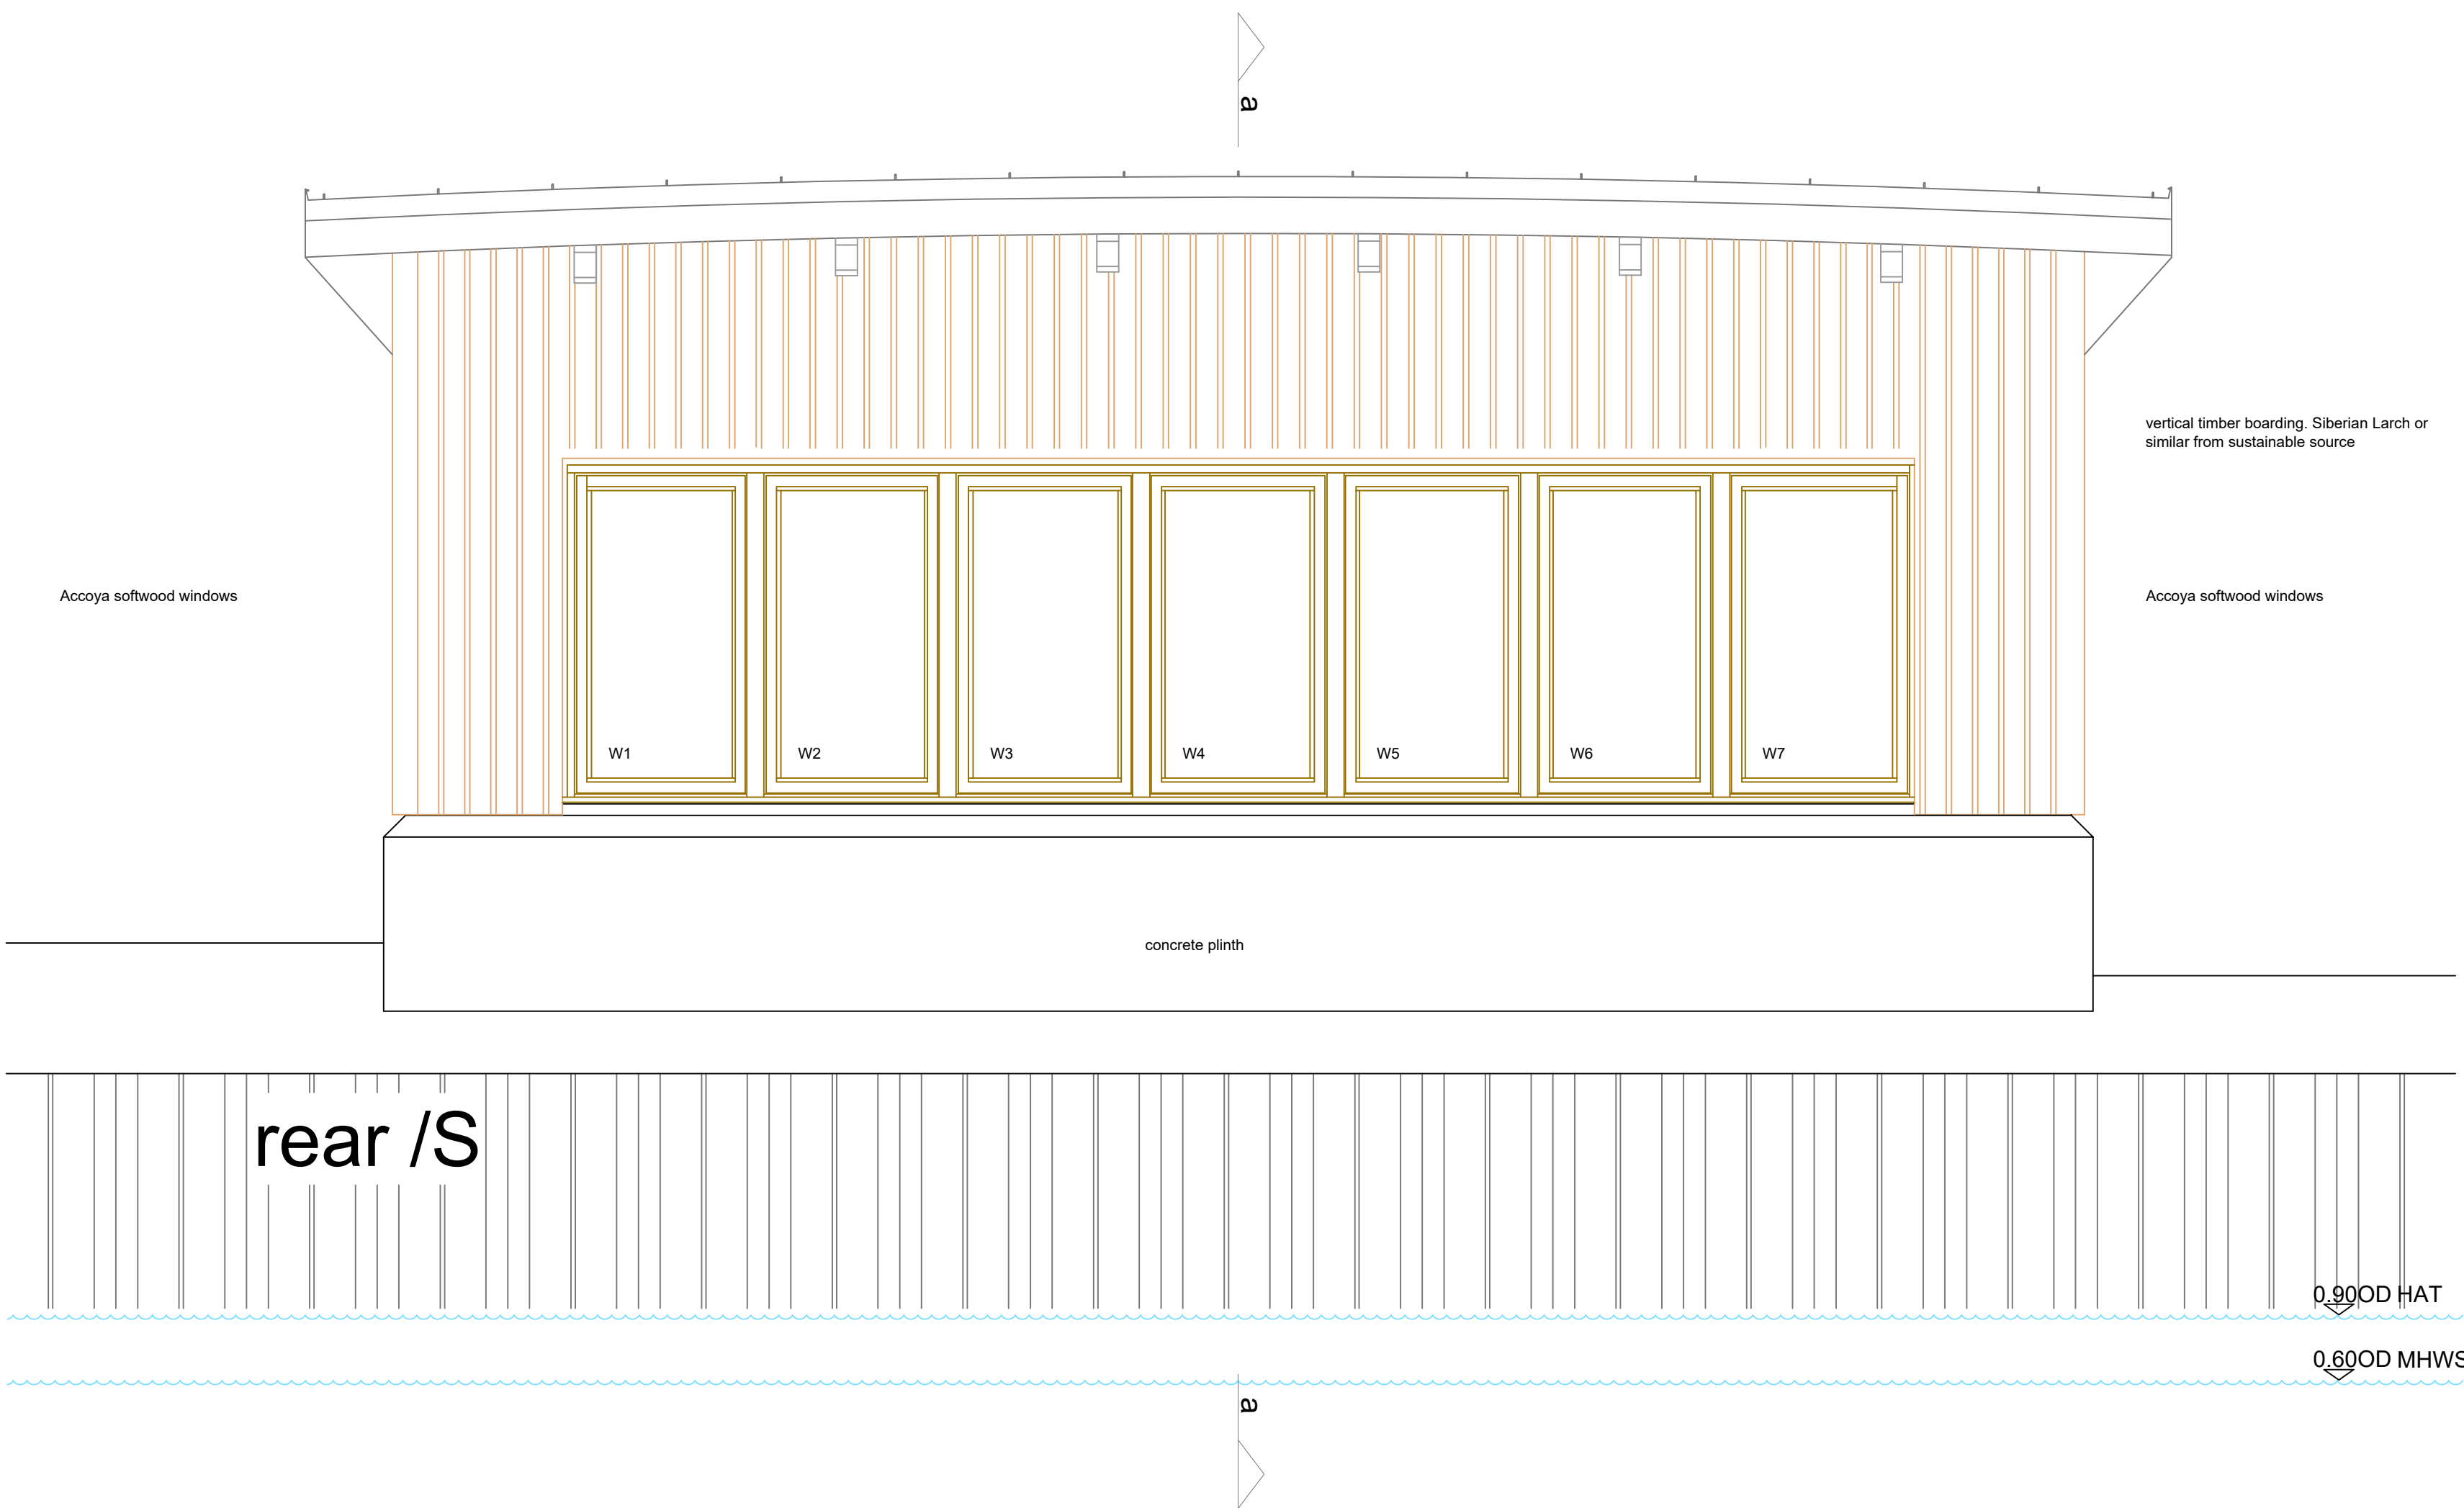 a
vertical timber boarding. Siberian Larch or
similar from sustainable source
Accoya softwood windows
Accoya softwood windows
W1
W2
W3
W4
W5
W6
W7
concrete plinth
rear /S
0.90OD HAT
0.60OD MHWS
a